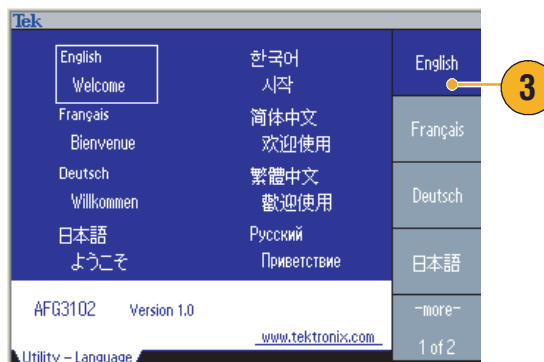 Tek
English
Welcome
Français
Bienvenue
Deutsch
Willkommen
日本語
ようこそ
한국어
시작
简体中文
欢迎使用
繁體中文
歡迎使用
Русский
Приветствие
AFG3102 Version 1.0
www.tektronix.com
Utility - Language
English
Français
Deutsch
日本語
-more-
1 of 2
3